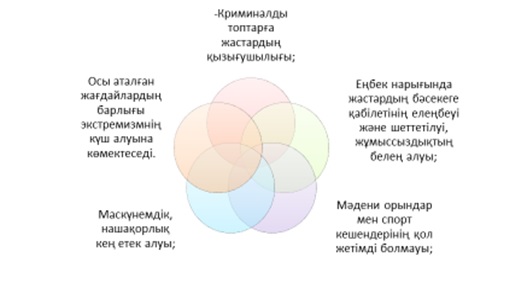 -Криминалды
топтарға
жастардың
қызығушылығы;
Еңбек нарығында
жастардың бәсекеге
қабілетінің елеңбеуі
және шеттетілуі,
жұмыссыздықтың
белең алуы;
Мәдени орындар
мен спорт
кешендерінің қол
жетімді болмауы;
Маскүнемдік,
нашақорлық
кең етек алуы;
Осы аталған
жағдайлардың
барлығы
экстремизмнің
күш алуына
көмектеседі.